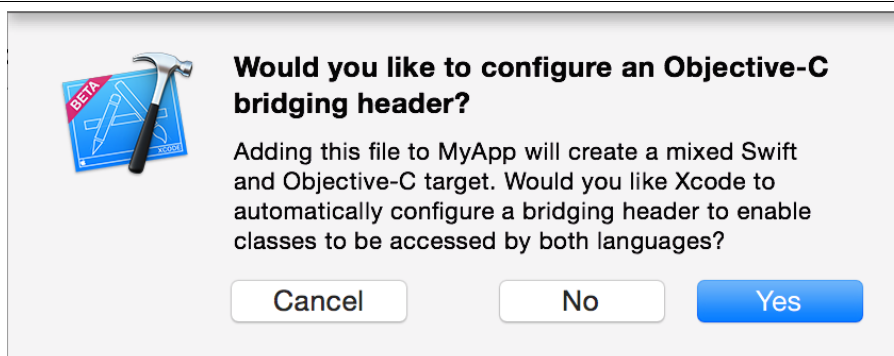 BETA
XCODE
Would you like to configure an Objective-C
bridging header?
Adding this file to MyApp will create a mixed Swift
and Objective-C target. Would you like Xcode to
automatically configure a bridging header to enable
classes to be accessed by both languages?
Cancel No Yes